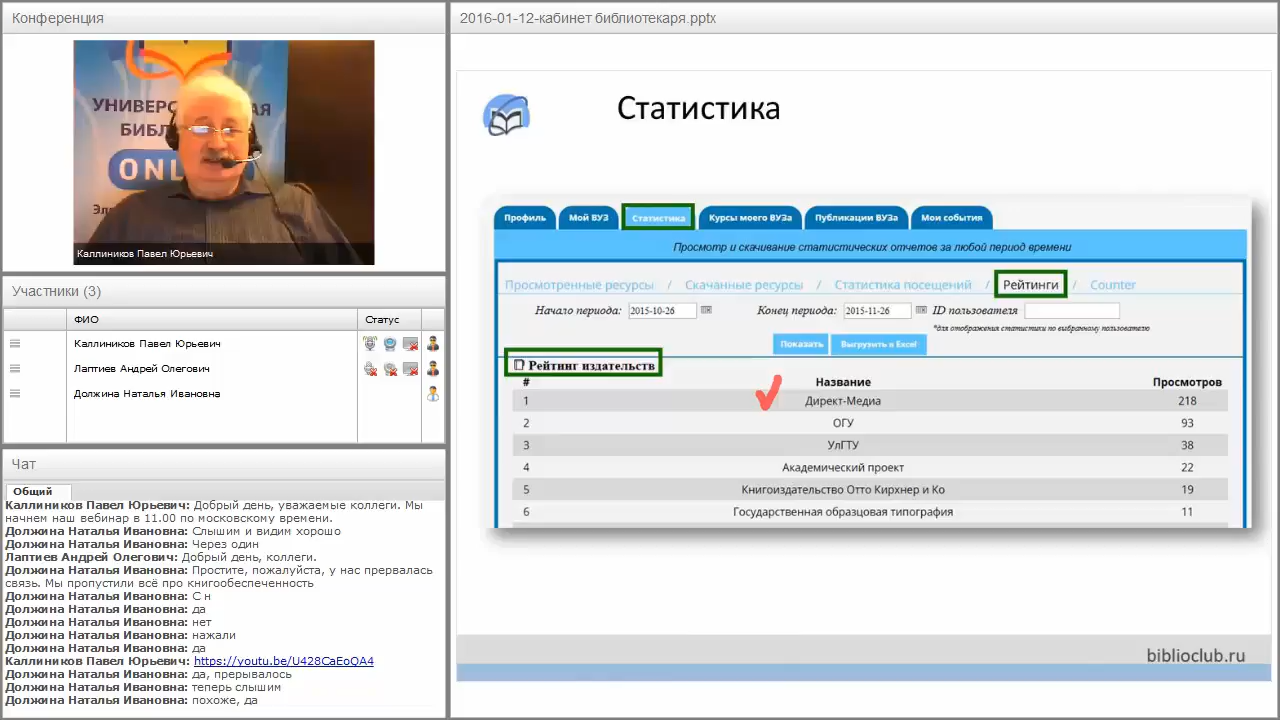 Конференция
УНИВЕРС
АЯ
БИБЛ
Каллиников Павел Юрьевич
Участники (3)
ФИО
Статус
Каллиников Павел Юрьевич
Лаптиев Андрей Олегович
Должина Наталья Ивановна
Чат
Общий
Каллиников Павел Юрьевич: Добрый день, уважаемые коллеги. Мы
начнем наш вебинар в 11.00 по московскому времени.
Должина Наталья Ивановна: Слышим и видим хорошо
Должина Наталья Ивановна: Через один
Лаптиев Андрей Олегович: Добрый день, коллеги.
Должина Наталья Ивановна: Простите, пожалуйста, у нас прервалась
связь. Мы пропустили всё про книгообеспеченность
Должина Наталья Ивановна: С н
Должина Наталья Ивановна: да
Должина Наталья Ивановна: нет
Должина Наталья Ивановна: нажали
Должина Наталья Ивановна: да
Каллиников Павел Юрьевич: https://youtu.be/U428CaEoQA4
Должина Наталья Ивановна: да, прерывалось
Должина Наталья Ивановна: теперь слышим
Должина Наталья Ивановна: похоже, да
2016-01-12-кабинет библиотекаря.pptx
Статистика
Профиль Мой ВУЗ Статистика Курсы моего ВУЗа Публикации ВУЗа Мои события
Просмотр и скачивание статистических отчетов за любой период времени
Просмотренные ресурсы / Скачанные ресурсы / Статистика посещений / Рейтинги / Counter
Начало периода: 2015-10-26 Конец периода: 2015-11-26 ID пользователя
*для отображения статистики по выбранному пользователю
Показать Выгрузить в Excel
Рейтинг издательств
# Название Просмотров
1 Директ-Медиа 218
2 ОГУ 93
3 УлГТУ 38
4 Академический проект 22
5 Книгоиздательство Отто Кирхнер и Ко 19
6 Государственная образцовая типография 11
biblioclub.ru